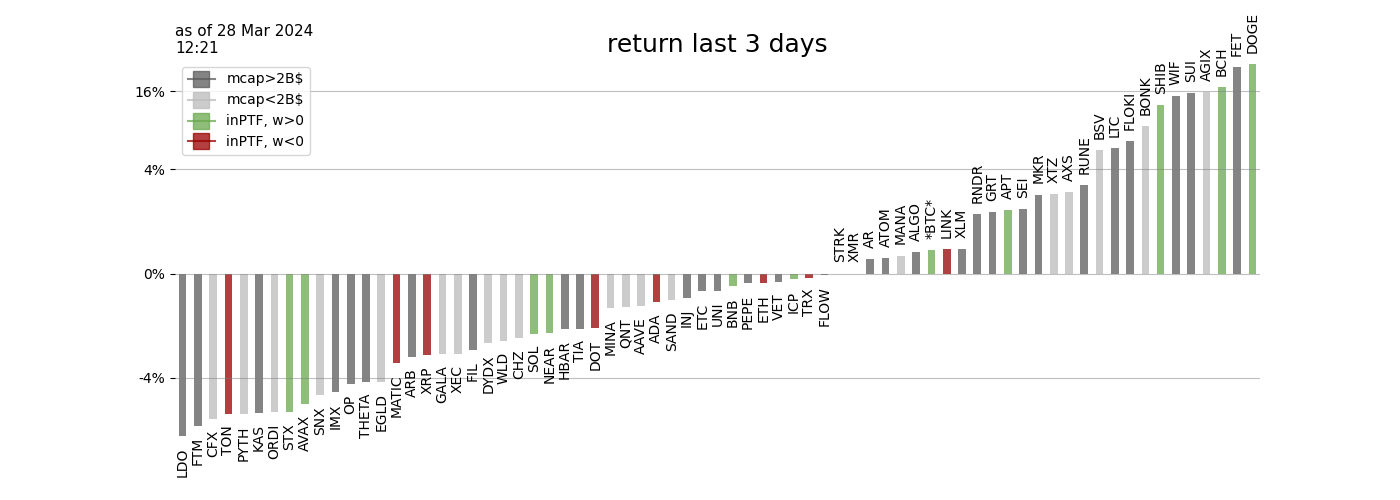 as of 28 Mar 2024
12:21
return last 3 days
mcap>2B$
mcap<2B$
inPTF, w>0
inPTF, w<0
16%
4%
0%
-4%
LDO
FTM
CFX
TON
PYTH
KAS
ORDI
STX
AVAX
SNX
IMX
OP
THETA
EGLD
MATIC
ARB
XRP
GALA
XEC
FIL
DYDX
WLD
CHZ
SOL
NEAR
HBAR
TIA
DOT
MINA
QNT
AAVE
ADA
SAND
INJ
ETC
UNI
BNB
PEPE
ETH
VET
ICP
TRX
FLOW
STRK
XMR
AR
ATOM
MANA
ALGO
*BTC*
LINK
XLM
RNDR
GRT
APT
SEI
MKR
XTZ
AXS
RUNE
BSV
LTC
FLOKI
BONK
SHIB
WIF
SUI
AGIX
BCH
FET
DOGE